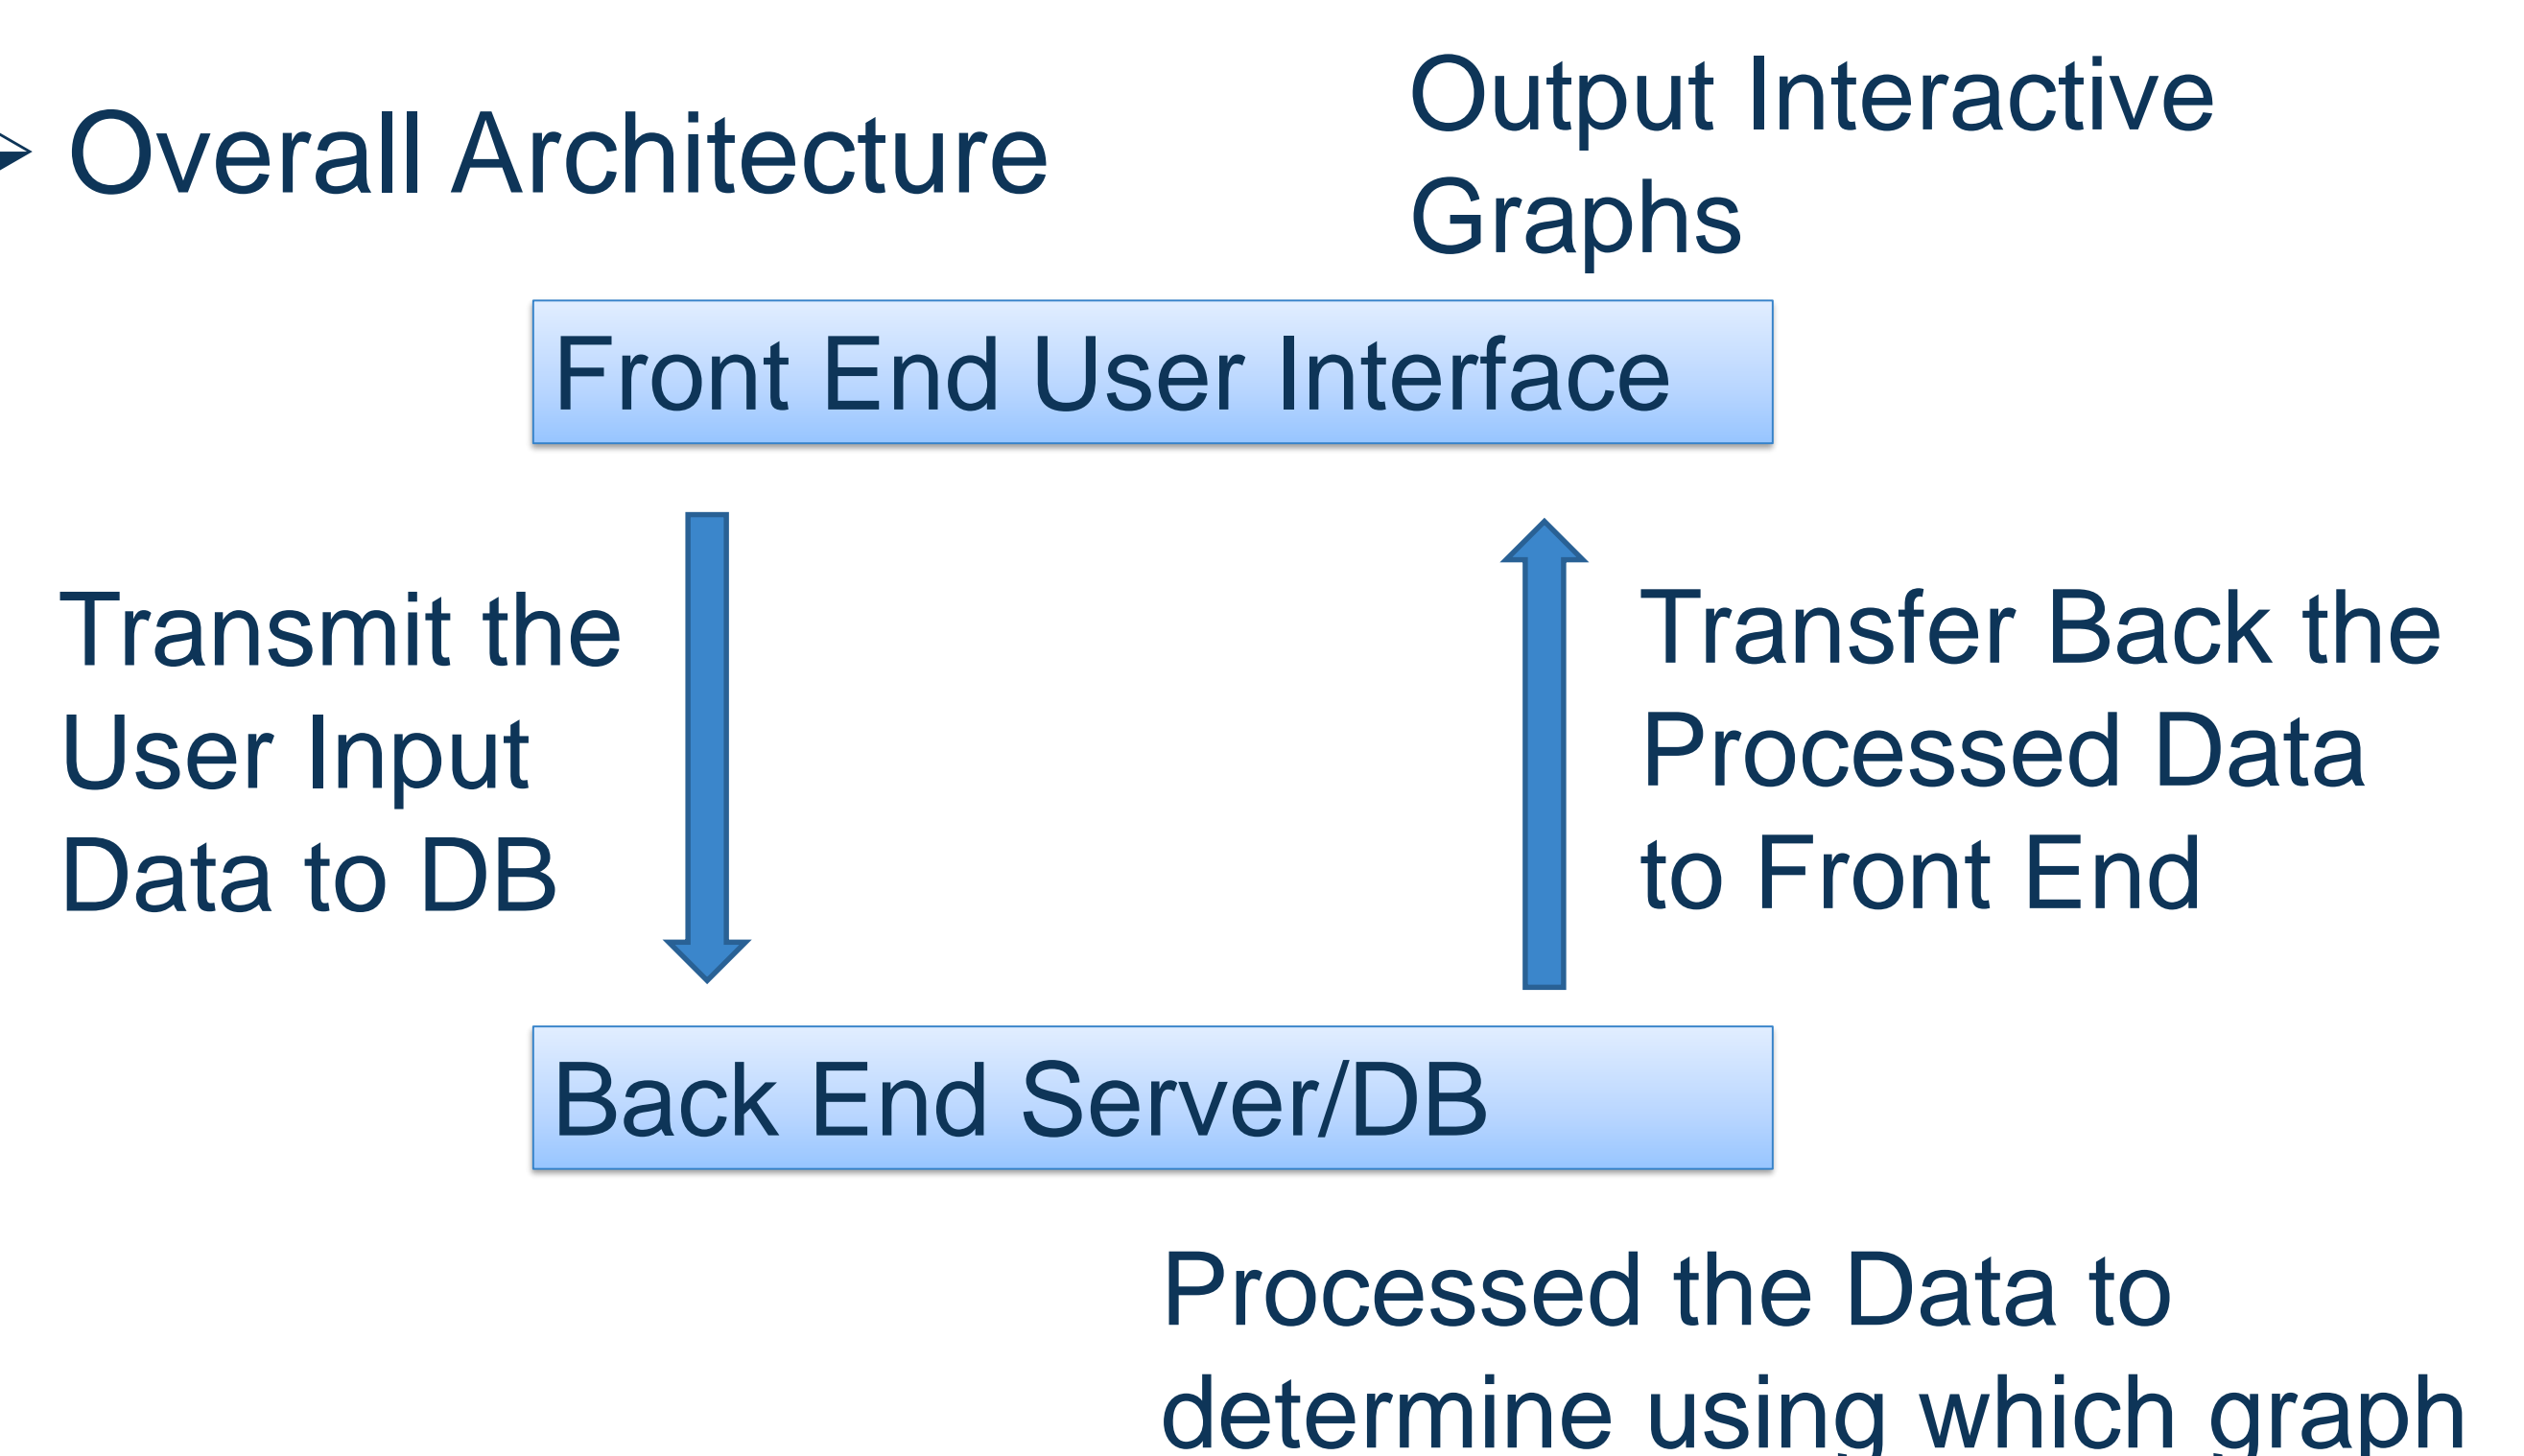 Overall Architecture
Output Interactive
Graphs
Front End User Interface
Transmit the
User Input
Data to DB
Transfer Back the
Processed Data
to Front End
Back End Server/DB
Processed the Data to
determine using which graph